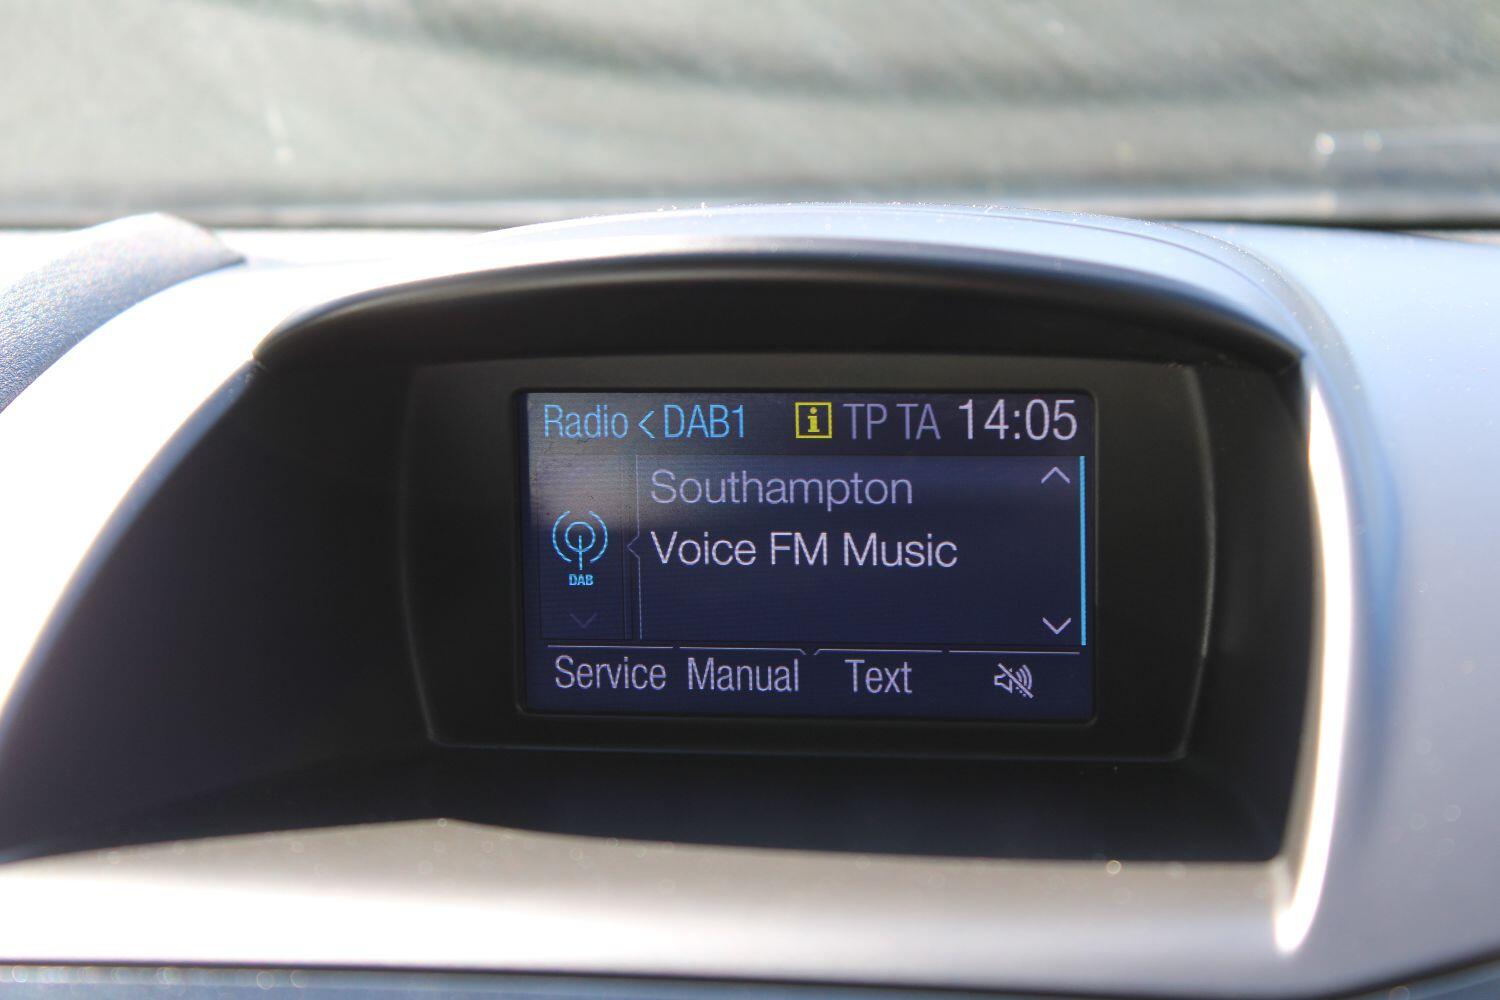 Radio < DAB1 i TP TA 14:05
Southampton
Voice FM Music
DAB
Service Manual Text